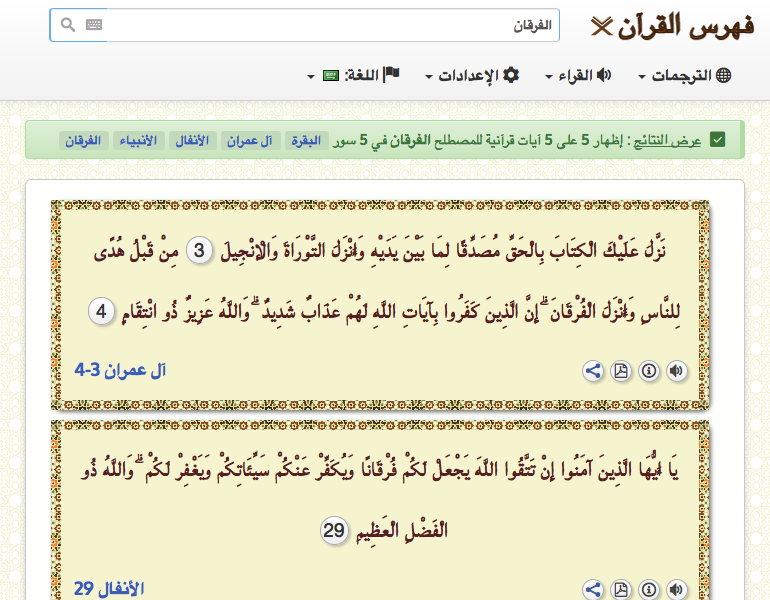 فهرس القرآن
الفرقان
الترجمات القراء الإعدادات اللغة:
عرض النتائج : إظهار 5 على 5 آيات قرآنية للمصطلح الفرقان في 5 سور البقرة آل عمران الأنفال الأنبياء الفرقان
نَزَّلَ عَلَيْكَ الْكِتَابَ بِالْحَقِّ مُصَدِّقًا لِمَا بَيْنَ يَدَيْهِ وَأَنْزَلَ التَّوْرَاةَ وَالْإِنْجِيلَ 3 مِنْ قَبْلُ هُدًى
لِلنَّاسِ وَأَنْزَلَ الْفُرْقَانَ ۗ إِنَّ الَّذِينَ كَفَرُوا بِآيَاتِ اللَّهِ لَهُمْ عَذَابٌ شَدِيدٌ ۗ وَاللَّهُ عَزِيزٌ ذُو انْتِقَامٍ 4
آل عمران 3-4
يَا أَيُّهَا الَّذِينَ آمَنُوا إِنْ تَتَّقُوا اللَّهَ يَجْعَلْ لَكُمْ فُرْقَانًا وَيُكَفِّرْ عَنْكُمْ سَيِّئَاتِكُمْ وَيَغْفِرْ لَكُمْ ۗ وَاللَّهُ ذُو
الْفَضْلِ الْعَظِيمِ 29
الأنفال 29